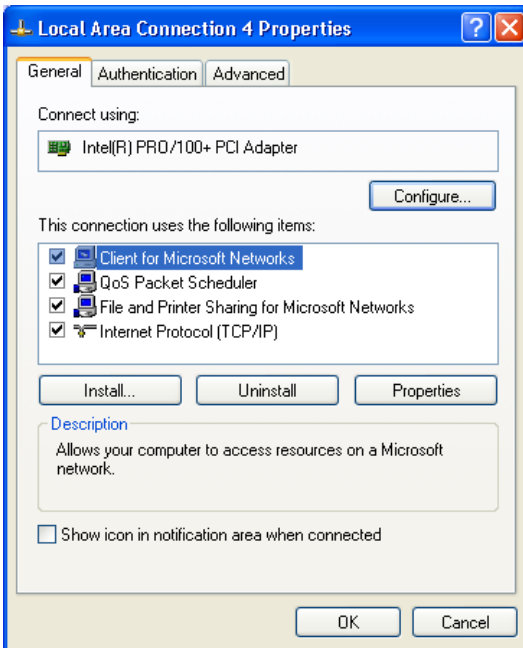 Local Area Connection 4 Properties
General Authentication Advanced
Connect using:
Intel(R) PRO/100+ PCI Adapter
Configure...
This connection uses the following items:
Client for Microsoft Networks
QoS Packet Scheduler
File and Printer Sharing for Microsoft Networks
Internet Protocol (TCP/IP)
Install... Uninstall Properties
Description
Allows your computer to access resources on a Microsoft
network.
Show icon in notification area when connected
OK Cancel